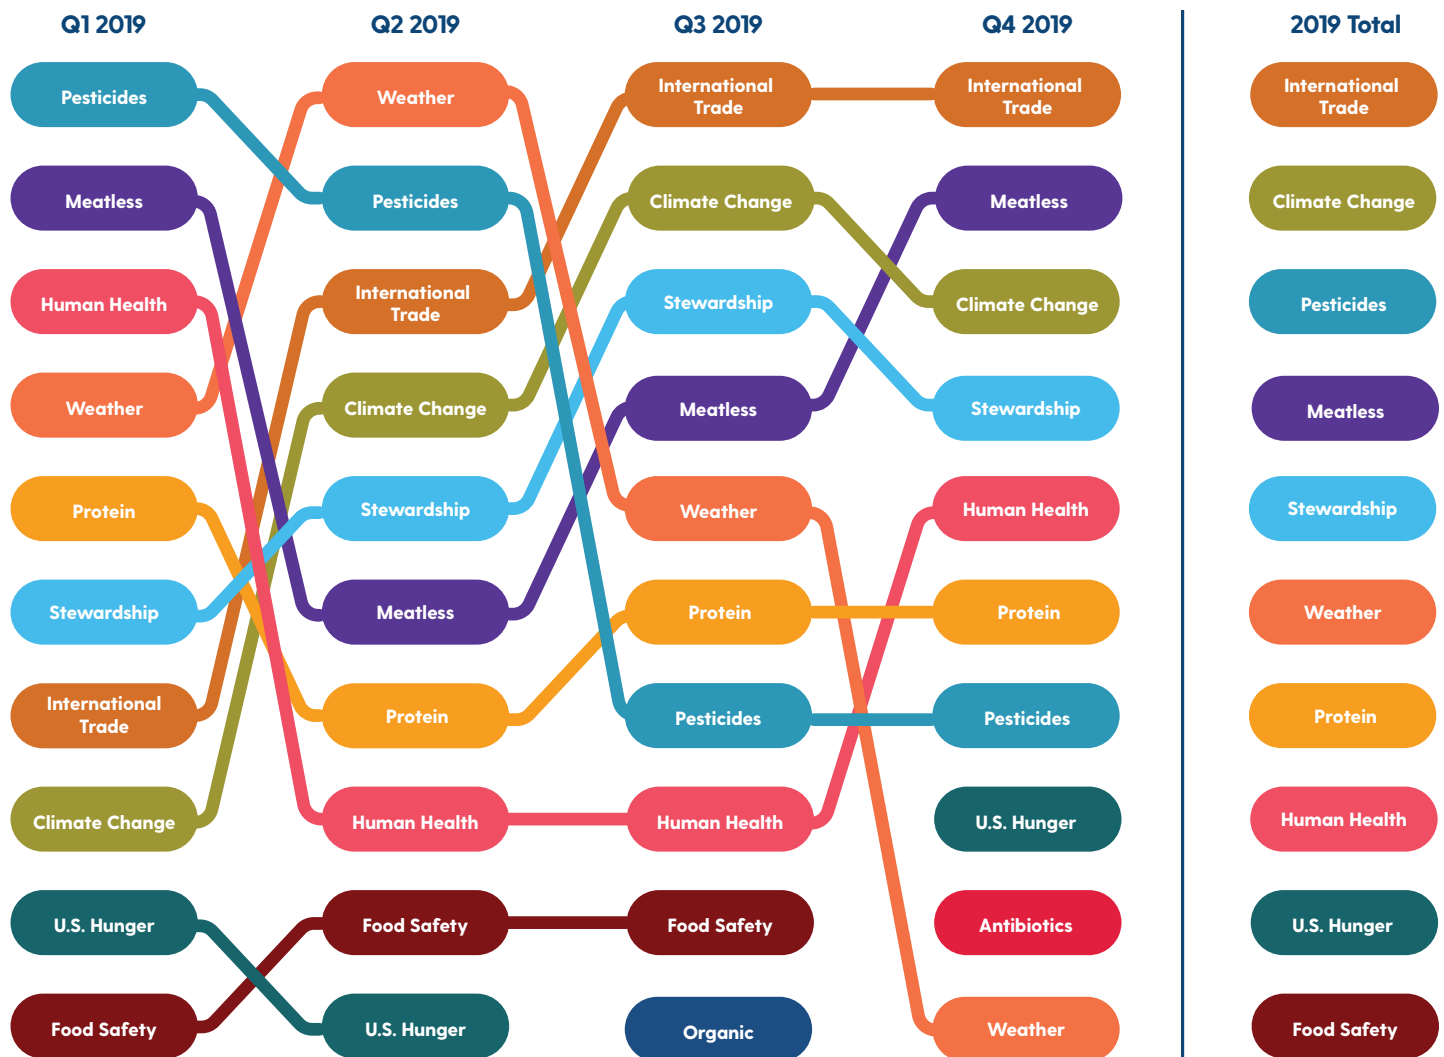 Q1 2019
Q2 2019
Q3 2019
Q4 2019
2019 Total
Pesticides
Weather
International
Trade
International
Trade
International
Trade
Meatless
Pesticides
Climate Change
Meatless
Climate Change
Human Health
International
Trade
Stewardship
Climate Change
Pesticides
Weather
Climate Change
Meatless
Stewardship
Meatless
Protein
Stewardship
Weather
Human Health
Stewardship
Stewardship
Meatless
Protein
Protein
Weather
International
Trade
Protein
Pesticides
Pesticides
Protein
Climate Change
Human Health
Human Health
U.S. Hunger
Human Health
U.S. Hunger
Food Safety
Food Safety
Antibiotics
U.S. Hunger
Food Safety
U.S. Hunger
Organic
Weather
Food Safety